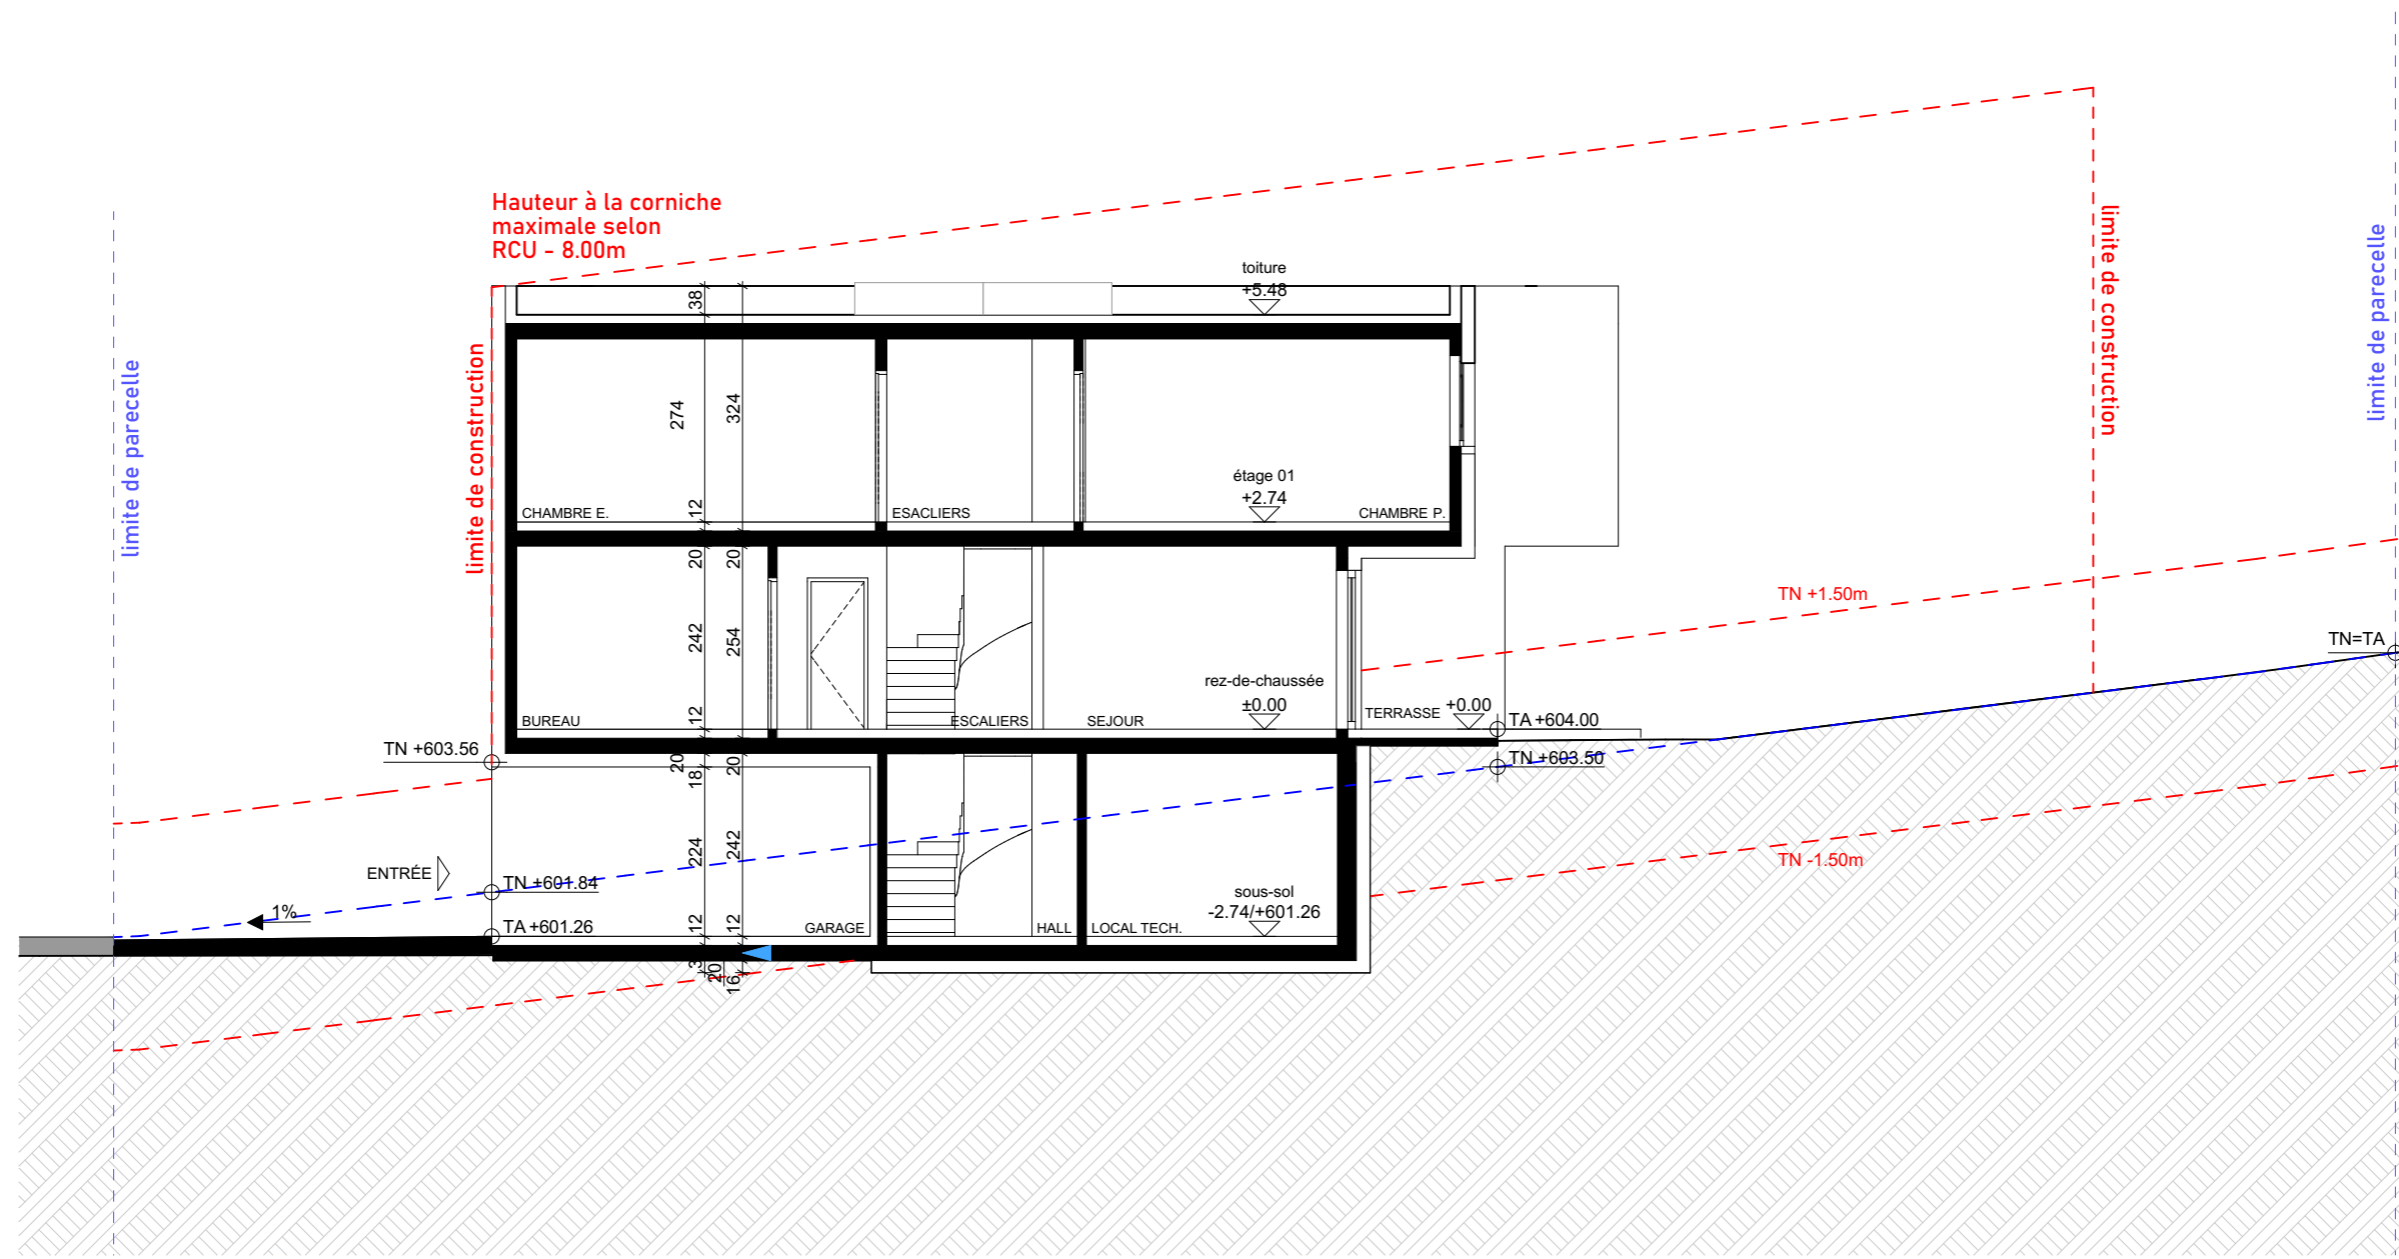 Hauteur à la corniche
maximale selon
RCU - 8.00m
limite de parecelle
limite de construction
limite de construction
limite de parecelle
toiture
+5.48
38
274
324
étage 01
+2.74
CHAMBRE E.
12
ESACLIERS
CHAMBRE P.
20
20
242
254
TN +1.50m
TN=TA
rez-de-chaussée
±0.00
BUREAU
12
ESCALIERS
SEJOUR
TERRASSE
+0.00
TA +604.00
TN +603.56
20
18
20
TN +603.50
224
242
TN -1.50m
ENTRÉE
TN +601.84
1%
sous-sol
-2.74/+601.26
TA +601.26
12
12
GARAGE
HALL
LOCAL TECH.
3
20
16